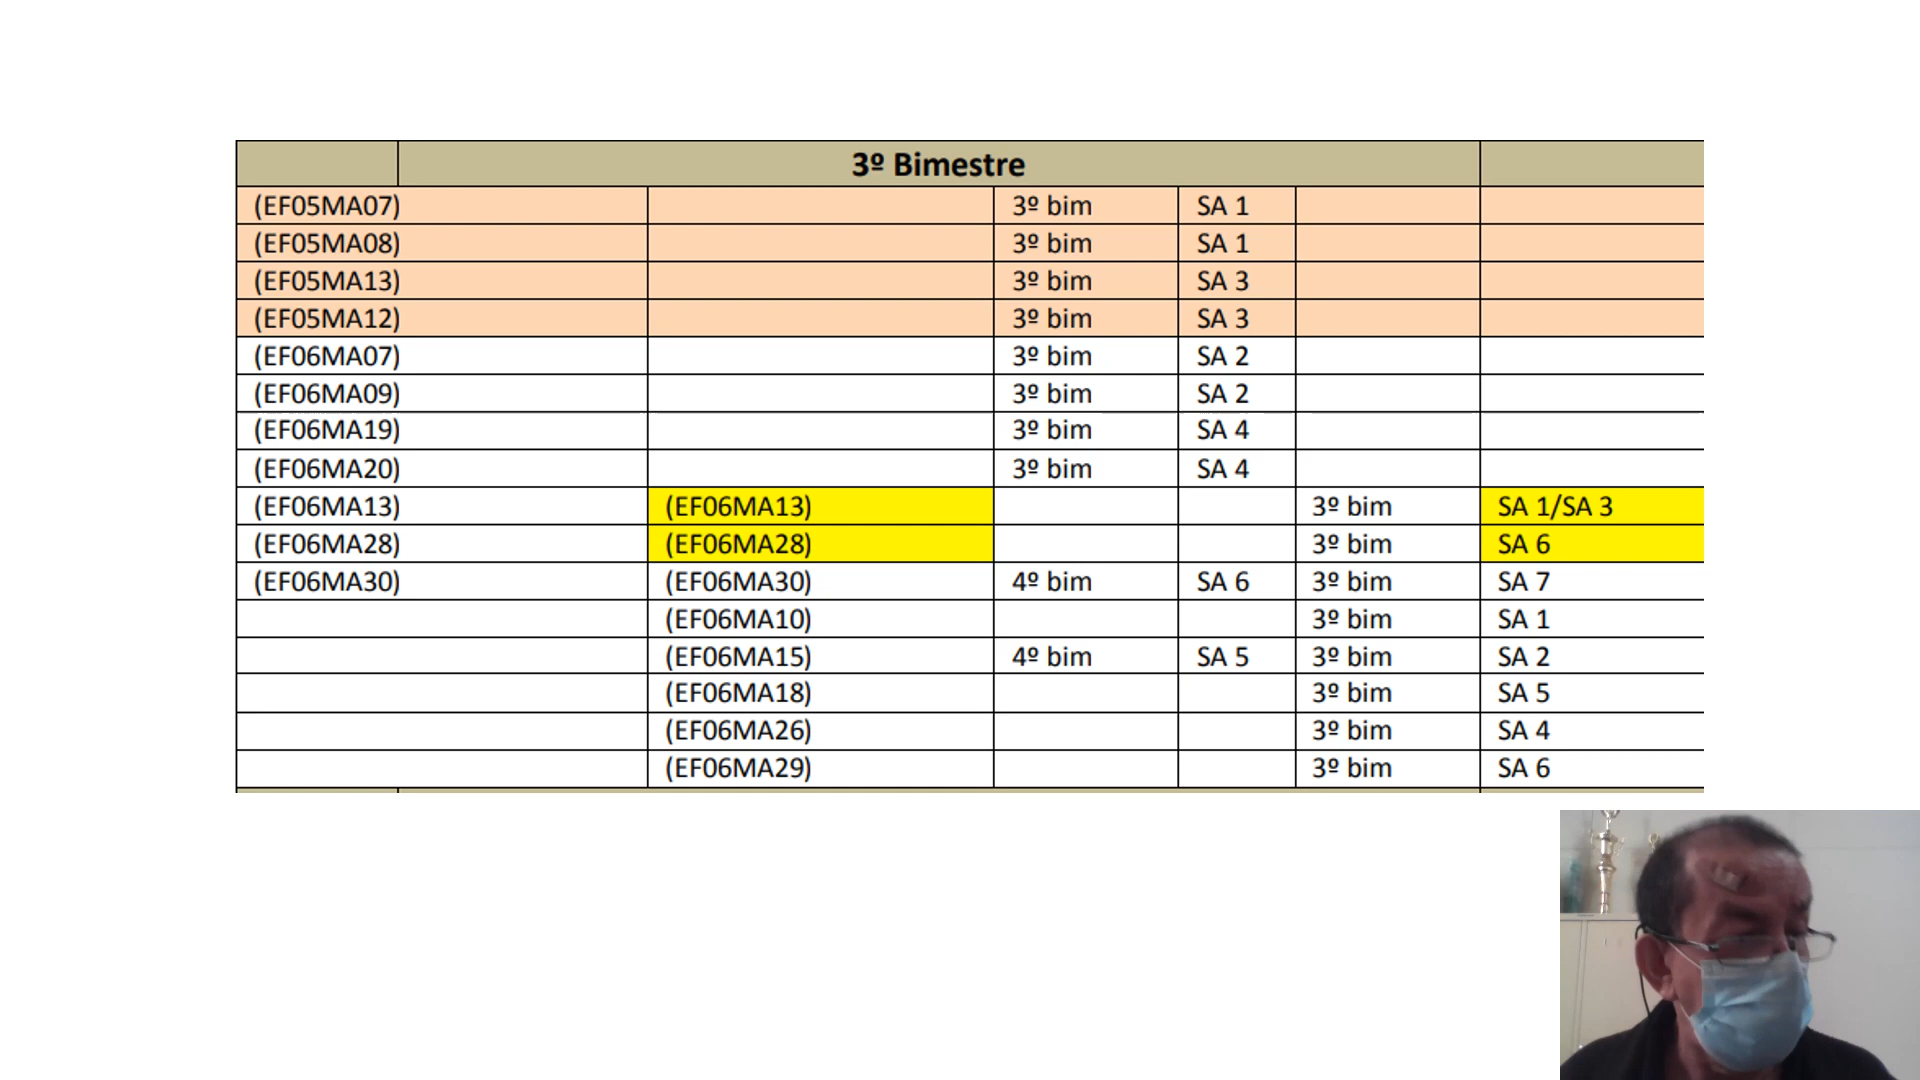 3º Bimestre
(EF05MA07) 3º bim SA 1
(EF05MA08) 3º bim SA 1
(EF05MA13) 3º bim SA 3
(EF05MA12) 3º bim SA 3
(EF06MA07) 3º bim SA 2
(EF06MA09) 3º bim SA 2
(EF06MA19) 3º bim SA 4
(EF06MA20) 3º bim SA 4
(EF06MA13) (EF06MA13) 3º bim SA 1/SA 3
(EF06MA28) (EF06MA28) 3º bim SA 6
(EF06MA30) (EF06MA30) 4º bim SA 6 3º bim SA 7
(EF06MA10) 3º bim SA 1
(EF06MA15) 4º bim SA 5 3º bim SA 2
(EF06MA18) 3º bim SA 5
(EF06MA26) 3º bim SA 4
(EF06MA29) 3º bim SA 6